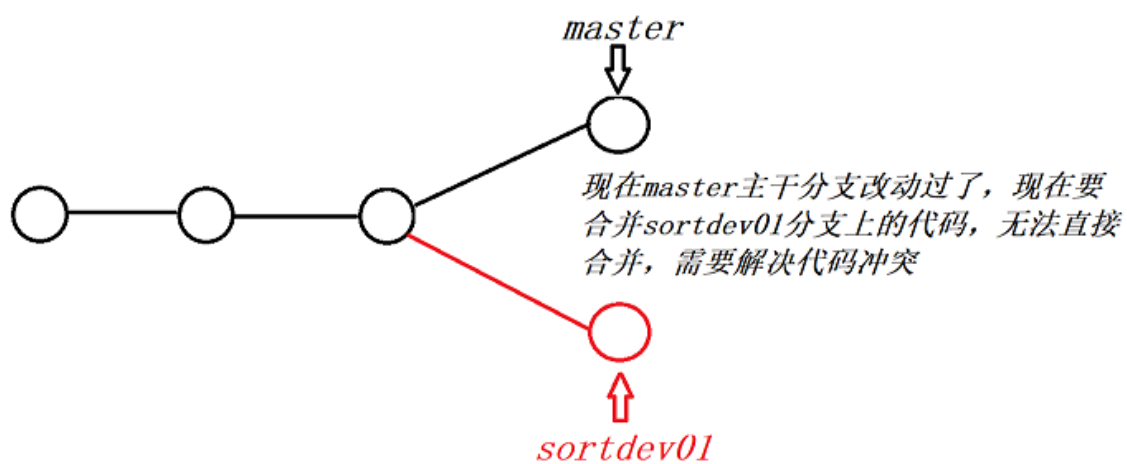 master
现在master主干分支改动过了，现在要
合并sortdev01分支上的代码，无法直接
合并，需要解决代码冲突
sortdev01